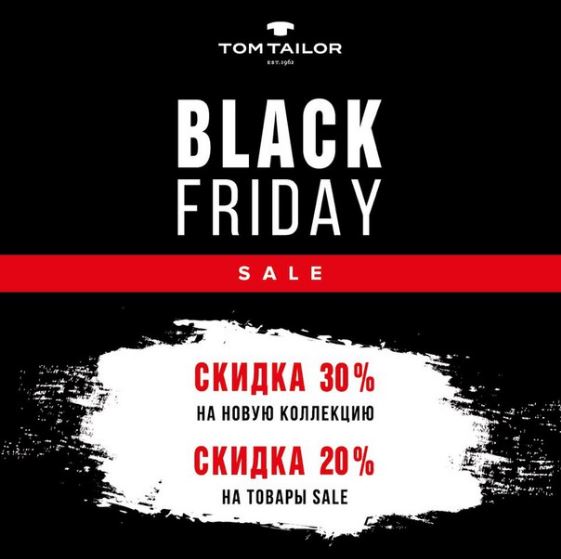 TOM TAILOR
EST.1962
BLACK
FRIDAY
SALE
СКИДКА 30%
НА НОВУЮ КОЛЛЕКЦИЮ
СКИДКА 20%
НА ТОВАРЫ SALE